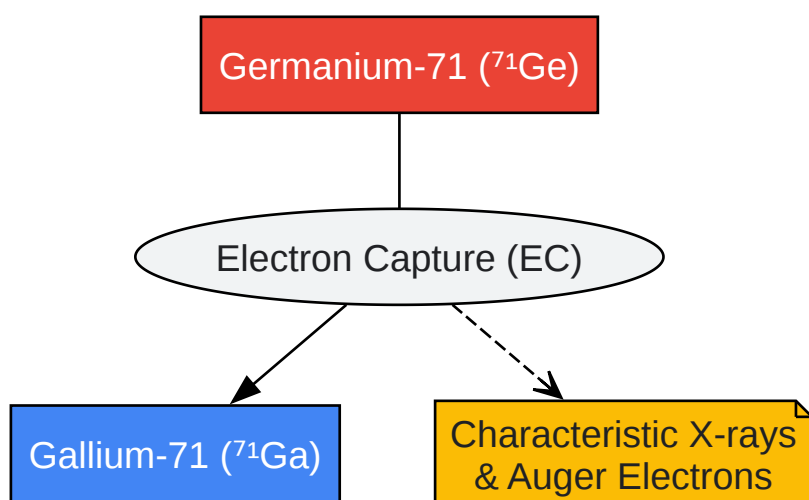 Germanium-71 (⁷¹Ge)
Electron Capture (EC)
Gallium-71 (⁷¹Ga)
Characteristic X-rays
& Auger Electrons